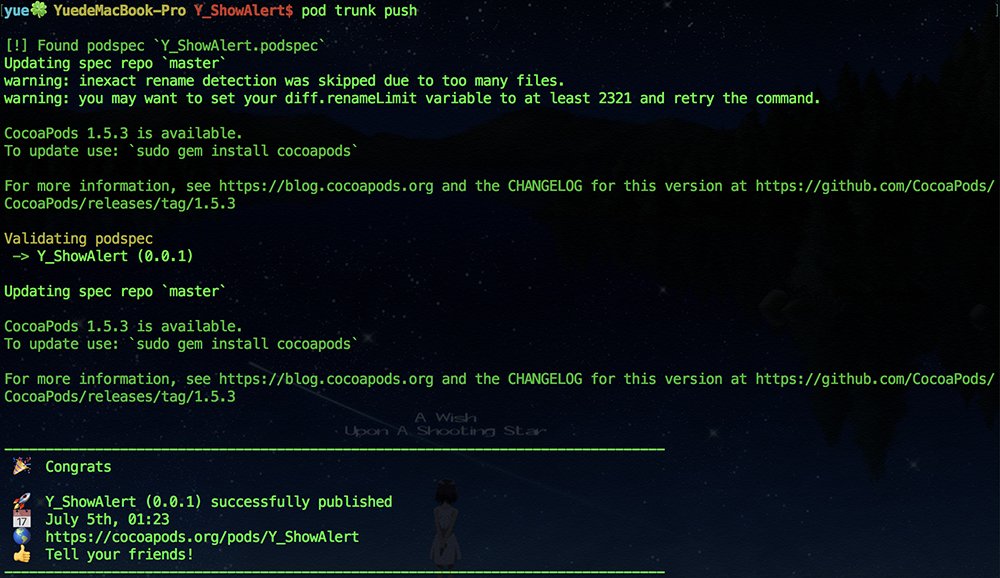 yue🍀 YuedeMacBook-Pro Y_ShowAlert$ pod trunk push
[!] Found podspec `Y_ShowAlert.podspec`
Updating spec repo `master`
warning: inexact rename detection was skipped due to too many files.
warning: you may want to set your diff.renameLimit variable to at least 2321 and retry the command.
CocoaPods 1.5.3 is available.
To update use: `sudo gem install cocoapods`
For more information, see https://blog.cocoapods.org and the CHANGELOG for this version at https://github.com/CocoaPods/
CocoaPods/releases/tag/1.5.3
Validating podspec
-> Y_ShowAlert (0.0.1)
Updating spec repo `master`
CocoaPods 1.5.3 is available.
To update use: `sudo gem install cocoapods`
For more information, see https://blog.cocoapods.org and the CHANGELOG for this version at https://github.com/CocoaPods/
CocoaPods/releases/tag/1.5.3
A Wish
Upon A Shooting Star
🎉 Congrats
🚀 Y_ShowAlert (0.0.1) successfully published
📅 July 5th, 01:23
🌎 https://cocoapods.org/pods/Y_ShowAlert
👍 Tell your friends!